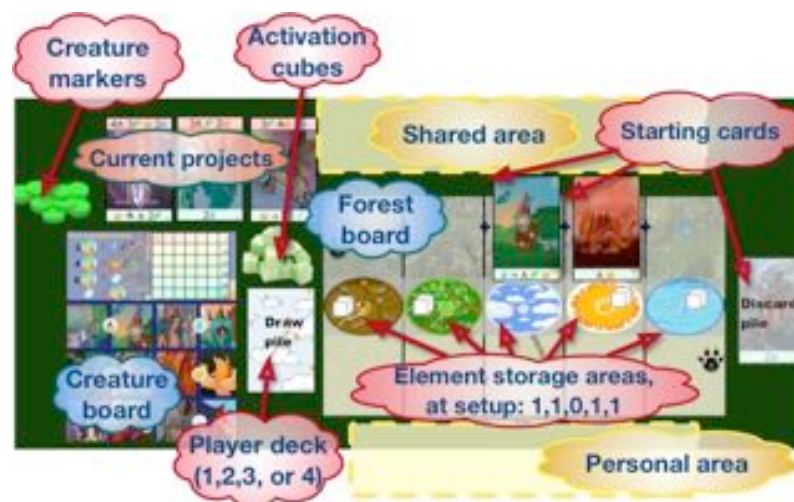 Creature
markers
Activation
cubes
Current projects
Shared area
Starting cards
Forest
board
Draw
pile
Discard
pile
Creature
board
Element storage areas,
at setup: 1,1,0,1,1
Player deck
(1,2,3, or 4)
Personal area